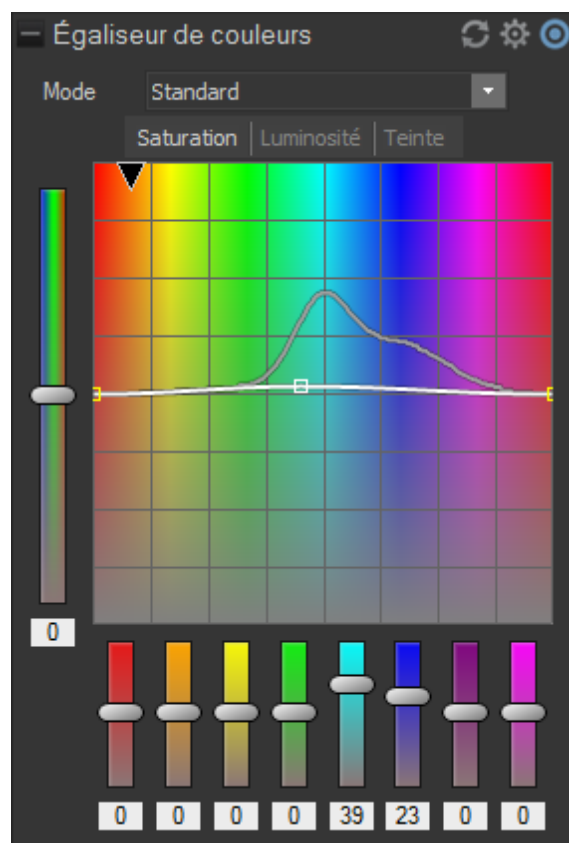 Égaliseur de couleurs
Mode Standard
Saturation Luminosité Teinte
0
0 0 0 0 39 23 0 0